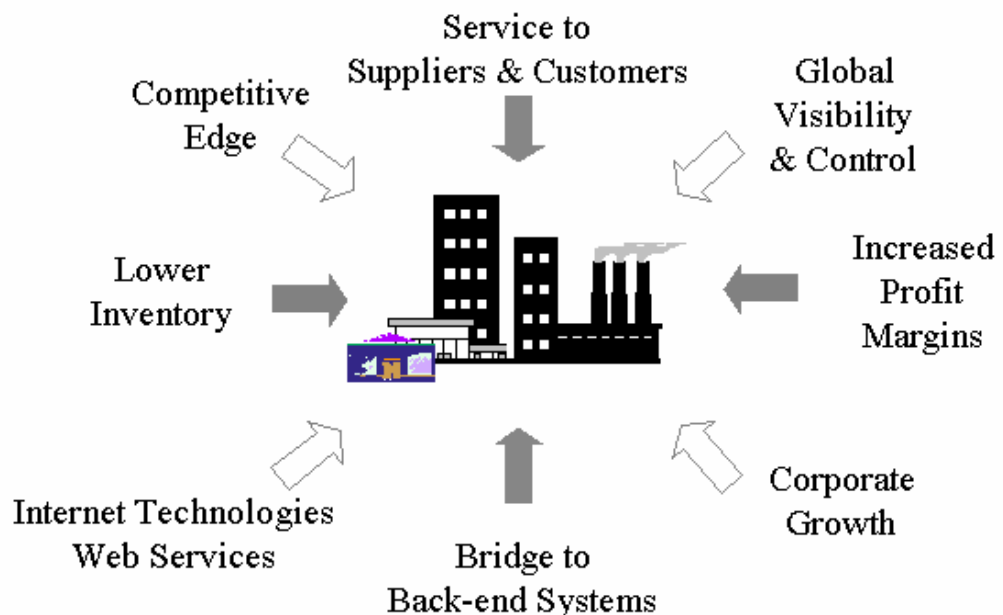 Service to
Suppliers & Customers
Competitive
Edge
Global
Visibility
& Control
Lower
Inventory
Increased
Profit
Margins
Internet Technologies
Web Services
Bridge to
Back-end Systems
Corporate
Growth